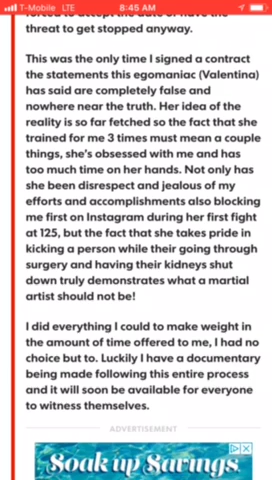 T-Mobile LTE 8:45 AM
forced to accept the date or have the
threat to get stopped anyway.
This was the only time I signed a contract
the statements this egomaniac (Valentina)
has said are completely false and
nowhere near the truth. Her idea of the
reality is so far fetched so the fact that she
trained for me 3 times must mean a couple
things, she's obsessed with me and has
too much time on her hands. Not only has
she been disrespect and jealous of my
efforts and accomplishments also blocking
me first on Instagram during her first fight
at 125, but the fact that she takes pride in
kicking a person while their going through
surgery and having their kidneys shut
down truly demonstrates what a martial
artist should not be!
I did everything I could to make weight in
the amount of time offered to me, I had no
choice but to. Luckily I have a documentary
being made following this entire process
and it will soon be available for everyone
to witness themselves.
ADVERTISEMENT
Soak up Savings